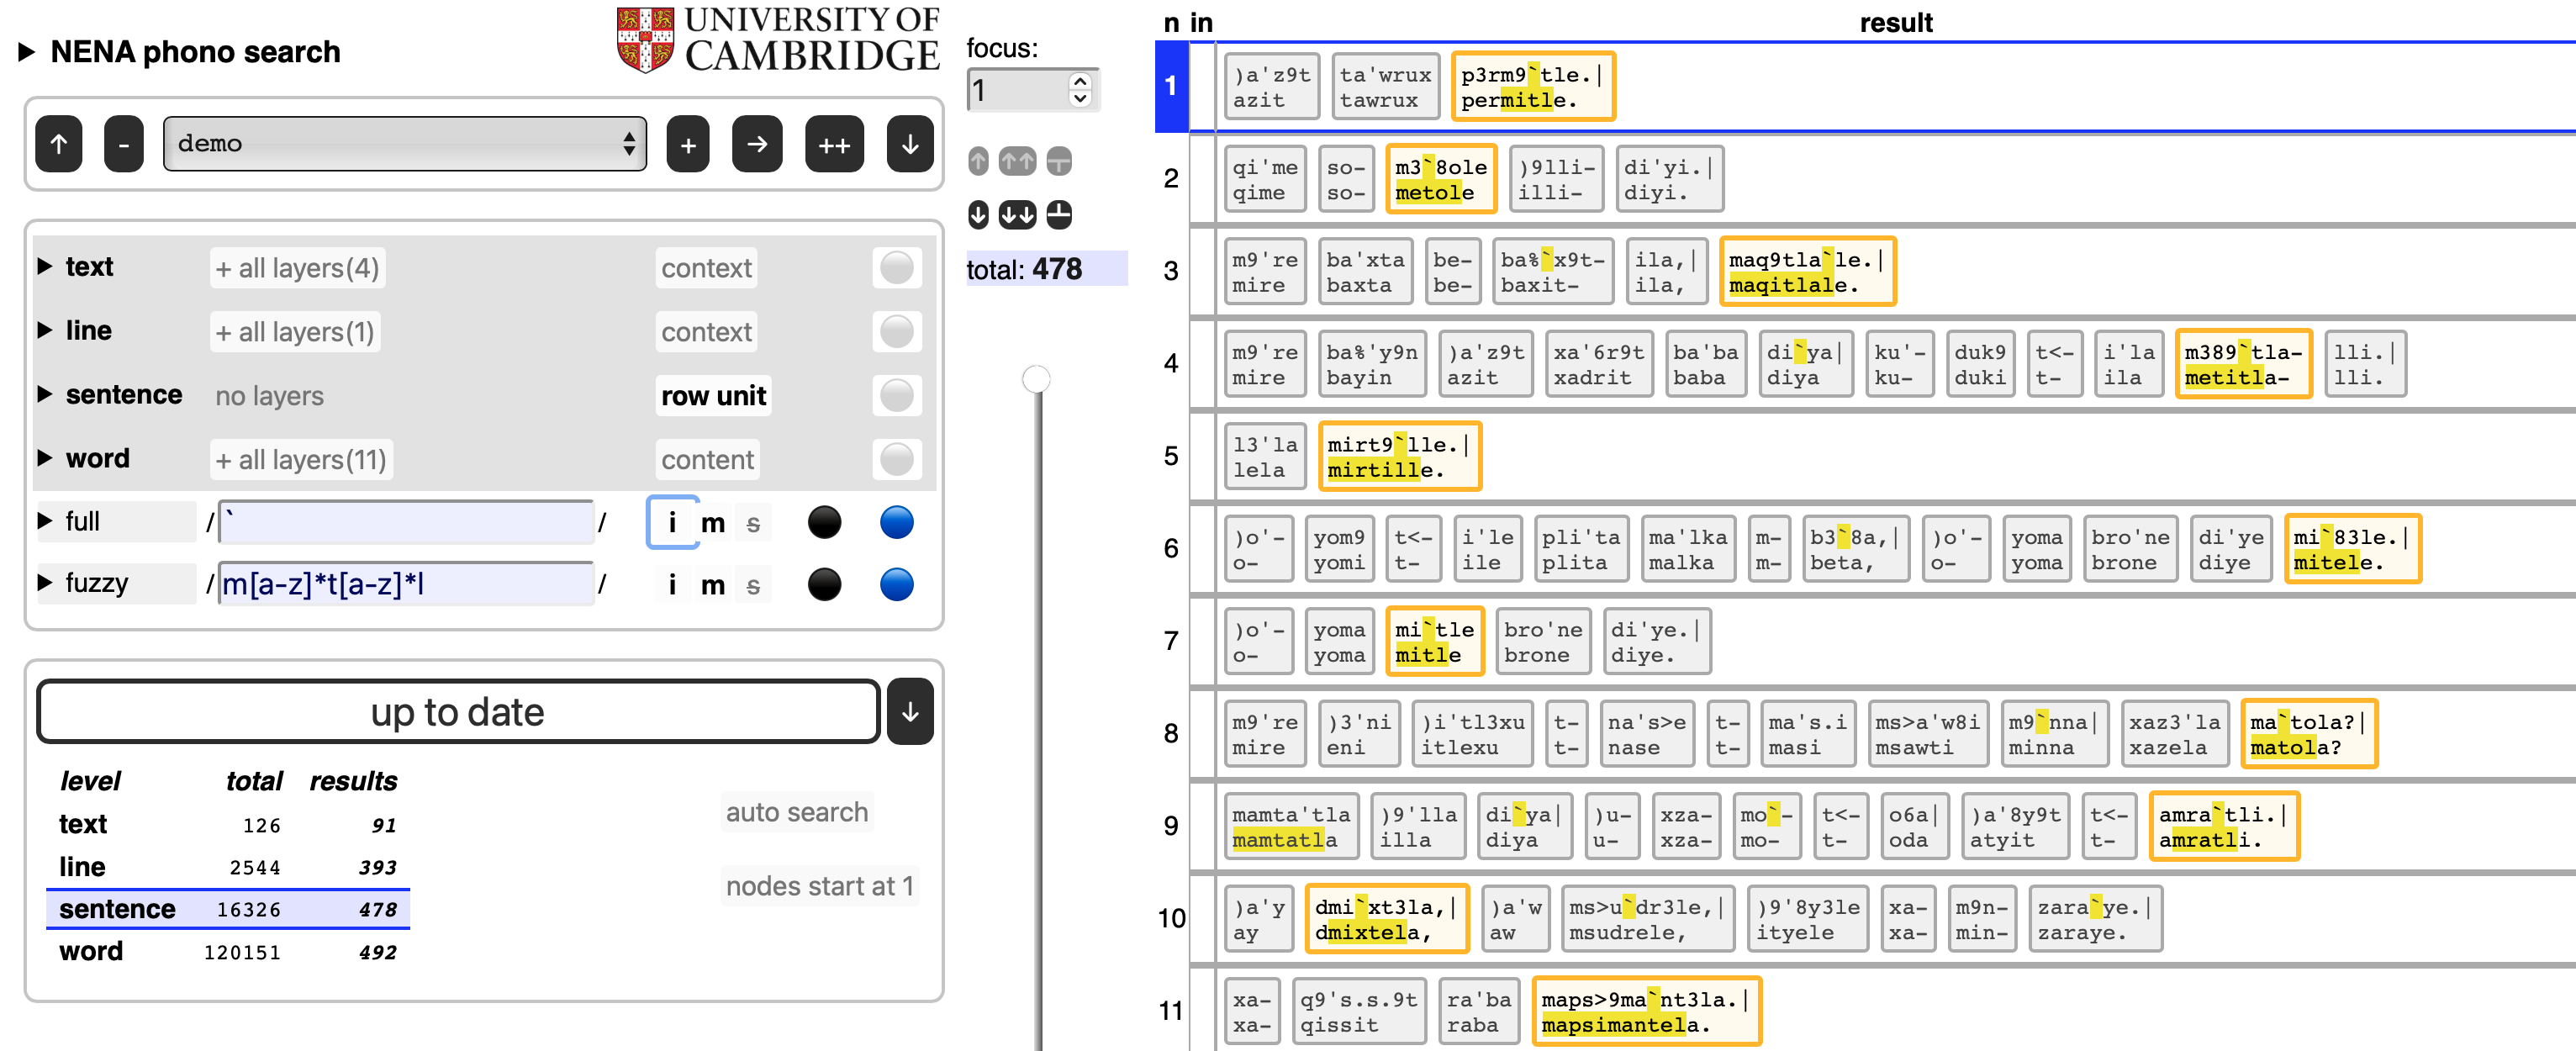 ▶ NENA phono search
UNIVERSITY OF
CAMBRIDGE
↑ - demo + → ++ ↓
▶ text + all layers(4) context
▶ line + all layers(1) context
▶ sentence no layers row unit
▶ word + all layers(11) content
▶ full /` / i m s
▶ fuzzy /m[a-z]*t[a-z]*l / i m s
up to date ↓
level total results
text 126 91
line 2544 393
sentence 16326 478
word 120151 492
auto search
nodes start at 1
focus:
1
↑ ↑↑
↓ ↓↓
total: 478
n in result
1
)a'z9t ta'wrux p3rm9`tle.|
azit tawrux permitle.
2
qi'me so- m3`8ole )9lli- di'yi.|
qime so- metole illi- diyi.
3
m9're ba'xta be- ba%`x9t- ila,| maq9tla`le.|
mire baxta be- baxit- ila, maqitlale.
4
m9're ba%'y9n )a'z9t xa'6r9t ba'ba di`ya| ku'- duk9 t<- i'la m389`tla- lli.|
mire bayin azit xadrit baba diya ku- duki t- ila metitla- lli.
5
l3'la mirt9`lle.|
lela mirtille.
6
)o'- yom9 t<- i'le pli'ta ma'lka m- b3`8a,| )o'- yoma bro'ne di'ye mi`83le.|
o- yomi t- ile plita malka m- beta, o- yoma brone diye mitele.
7
)o'- yoma mi`tle bro'ne di'ye.|
o- yoma mitle brone diye.
8
m9're )3'ni )i'tl3xu t- na's>e t- ma's.i ms>a'w8i m9`nna| xaz3'la ma`tola?|
mire eni itlexu t- nase t- masi msawti minna xazela matola?
9
mamta'tla )9'lla di`ya| )u- xza- mo`- t<- o6a| )a'8y9t t<- amra`tli.|
mamtatla illa diya u- xza- mo- t- oda atyit t- amratli.
10
)a'y dmi`xt3la,| )a'w ms>u`dr3le,| )9'8y3le xa- m9n- zara`ye.|
ay dmixtela, aw msudrele, ityele xa- min- zaraye.
11
xa- q9's.s.9t ra'ba maps>9ma`nt3la.|
xa- qissit raba mapsimantela.